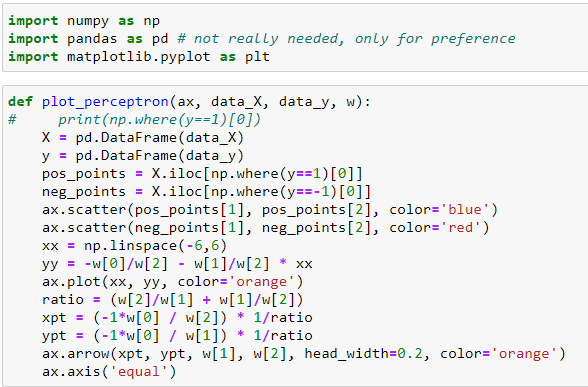 import numpy as np
import pandas as pd # not really needed, only for preference
import matplotlib.pyplot as plt
def plot_perceptron(ax, data_X, data_y, w):
#     print(np.where(y==1)[0])
    X = pd.DataFrame(data_X)
    y = pd.DataFrame(data_y)
    pos_points = X.iloc[np.where(y==1)[0]]
    neg_points = X.iloc[np.where(y==-1)[0]]
    ax.scatter(pos_points[1], pos_points[2], color='blue')
    ax.scatter(neg_points[1], neg_points[2], color='red')
    xx = np.linspace(-6,6)
    yy = -w[0]/w[2] - w[1]/w[2] * xx
    ax.plot(xx, yy, color='orange')
    ratio = (w[2]/w[1] + w[1]/w[2])
    xpt = (-1*w[0] / w[2]) * 1/ratio
    ypt = (-1*w[0] / w[1]) * 1/ratio
    ax.arrow(xpt, ypt, w[1], w[2], head_width=0.2, color='orange')
    ax.axis('equal')